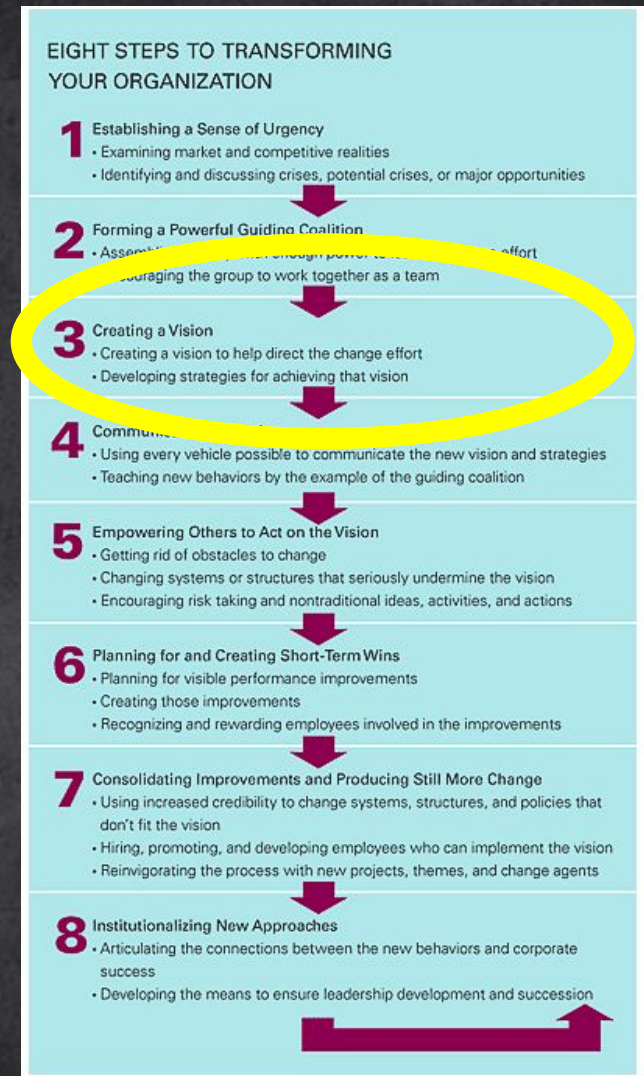 EIGHT STEPS TO TRANSFORMING
YOUR ORGANIZATION
1 Establishing a Sense of Urgency
• Examining market and competitive realities
• Identifying and discussing crises, potential crises, or major opportunities
2 Forming a Powerful Guiding Coalition
• enough power to effort
the group to work together as a team
3 Creating a Vision
• Creating a vision to help direct the change effort
• Developing strategies for achieving that vision
4
• Using every vehicle possible to communicate the new vision and strategies
• Teaching new behaviors by the example of the guiding coalition
5 Empowering Others to Act on the Vision
• Getting rid of obstacles to change
• Changing systems or structures that seriously undermine the vision
• Encouraging risk taking and nontraditional ideas, activities, and actions
6 Planning for and Creating Short-Term Wins
• Planning for visible performance improvements
• Creating those improvements
• Recognizing and rewarding employees involved in the improvements
7 Consolidating Improvements and Producing Still More Change
• Using increased credibility to change systems, structures, and policies that
don't fit the vision
• Hiring, promoting, and developing employees who can implement the vision
• Reinvigorating the process with new projects, themes, and change agents
8 Institutionalizing New Approaches
• Articulating the connections between the new behaviors and corporate
success
• Developing the means to ensure leadership development and succession